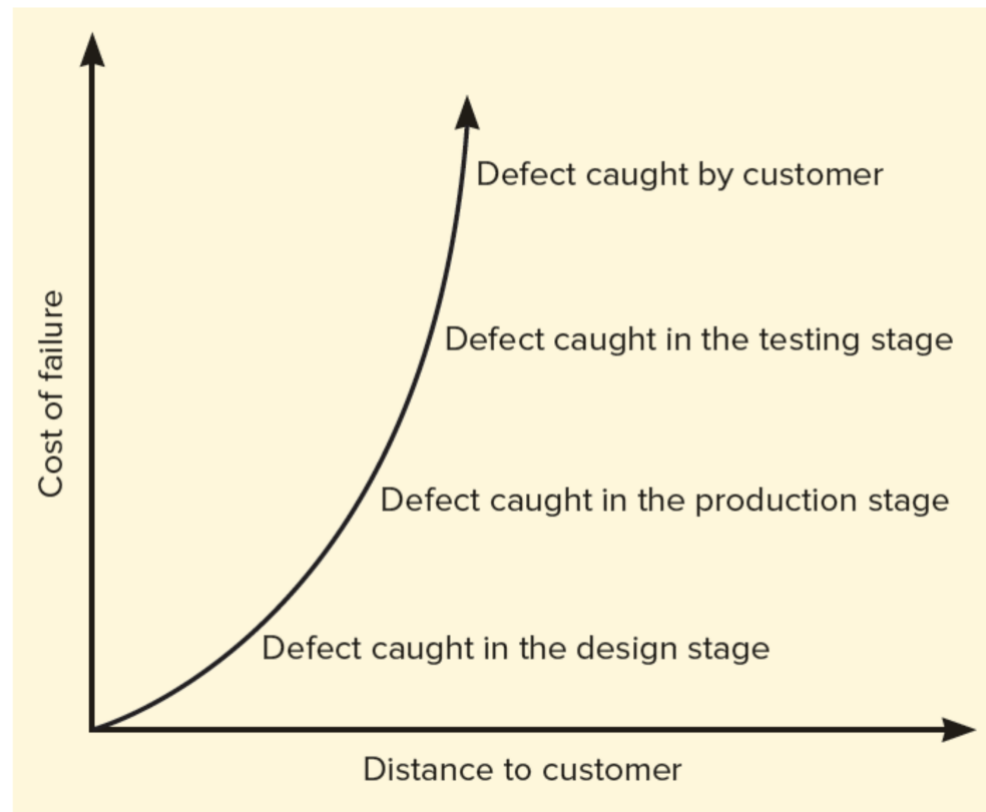 Defect caught by customer
Defect caught in the testing stage
Cost of failure
Defect caught in the production stage
Defect caught in the design stage
Distance to customer